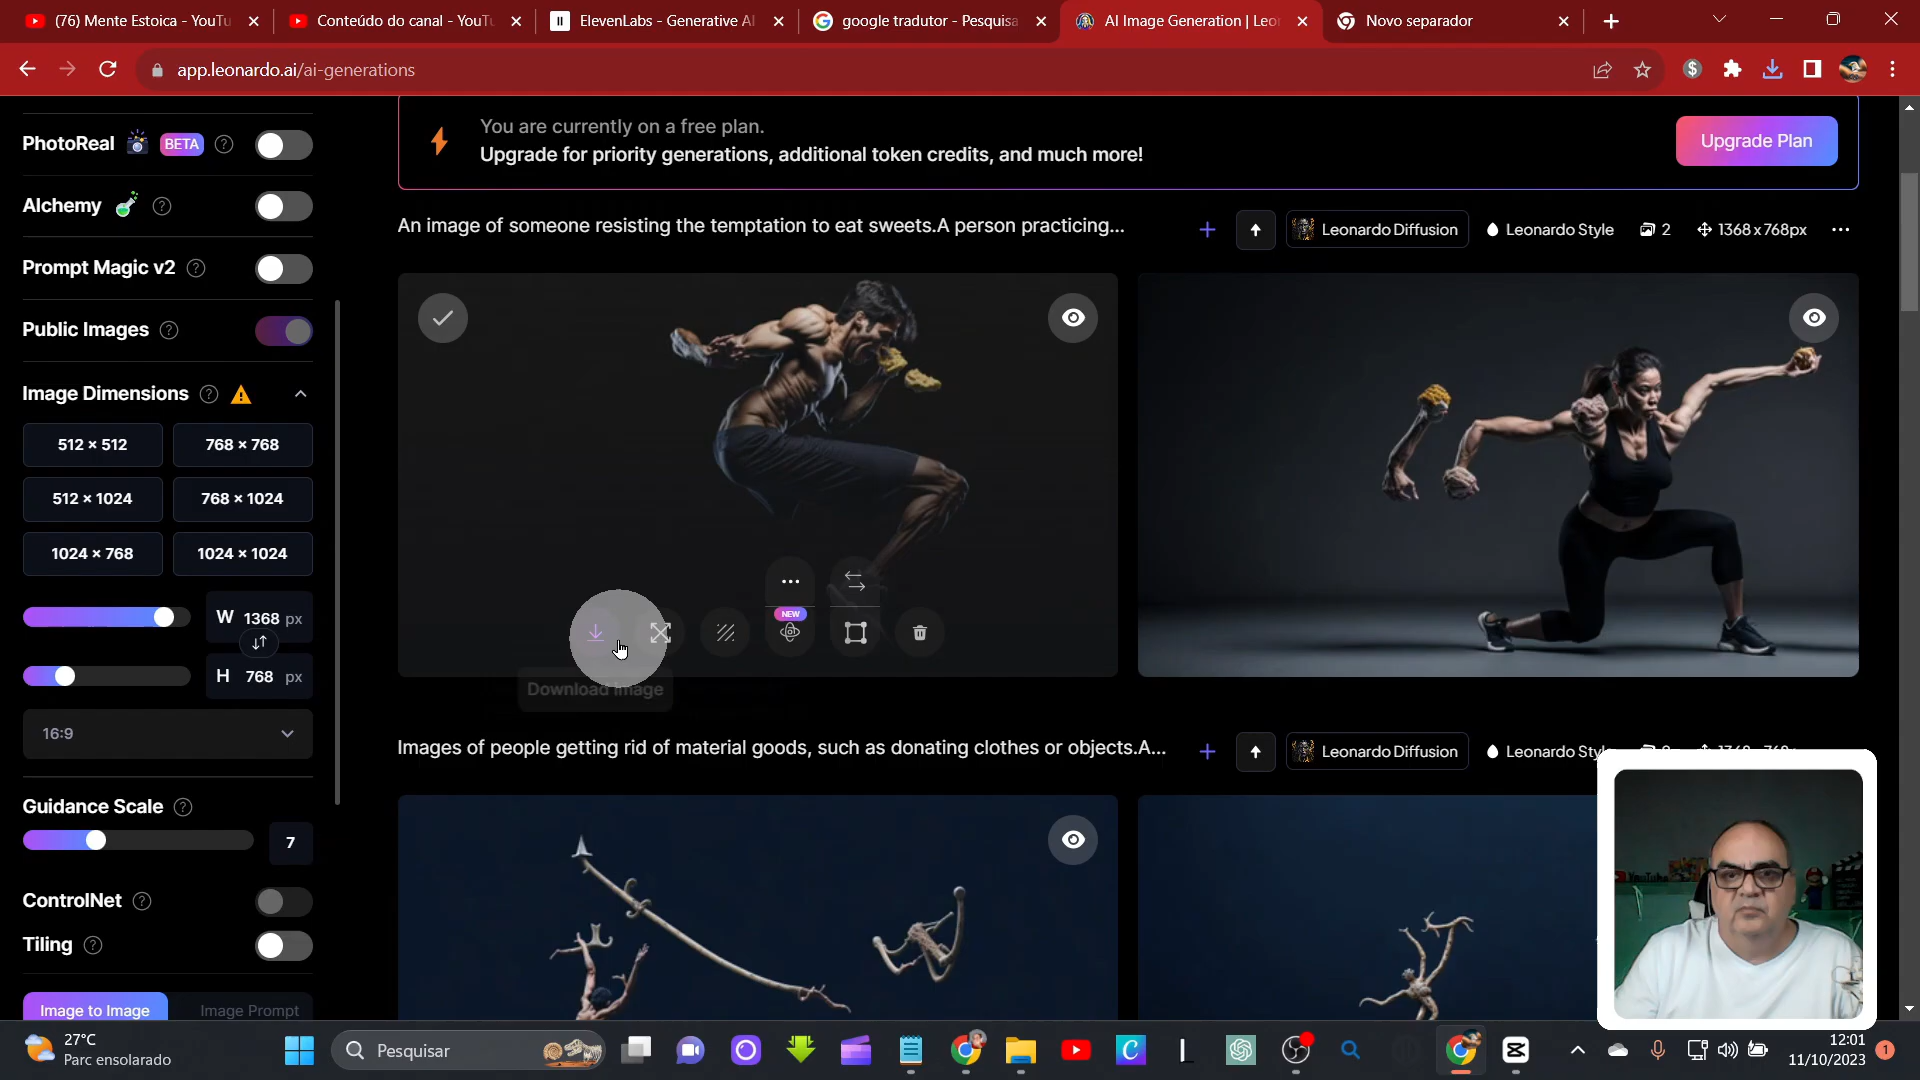 (76) Mente Estoica - YouTu
Conteúdo do canal - YouTu
ElevenLabs - Generative AI
google tradutor - Pesquisa
AI Image Generation | Leon
Novo separador
app.leonardo.ai/ai-generations
PhotoReal BETA
Alchemy
Prompt Magic v2
Public Images
Image Dimensions
512 × 512
768 × 768
512 × 1024
768 × 1024
1024 × 768
1024 × 1024
W 1368 px
H 768 px
16:9
Guidance Scale
7
ControlNet
Tiling
Image to Image
Image Prompt
You are currently on a free plan.
Upgrade for priority generations, additional token credits, and much more!
Upgrade Plan
An image of someone resisting the temptation to eat sweets.A person practicing...
Leonardo Diffusion
Leonardo Style
2
1368 x 768px
NEW
Download Image
Images of people getting rid of material goods, such as donating clothes or objects.A...
Leonardo Diffusion
Leonardo Style
YouTube
27°C
Parc ensolarado
Pesquisar
12:01
11/10/2023
1